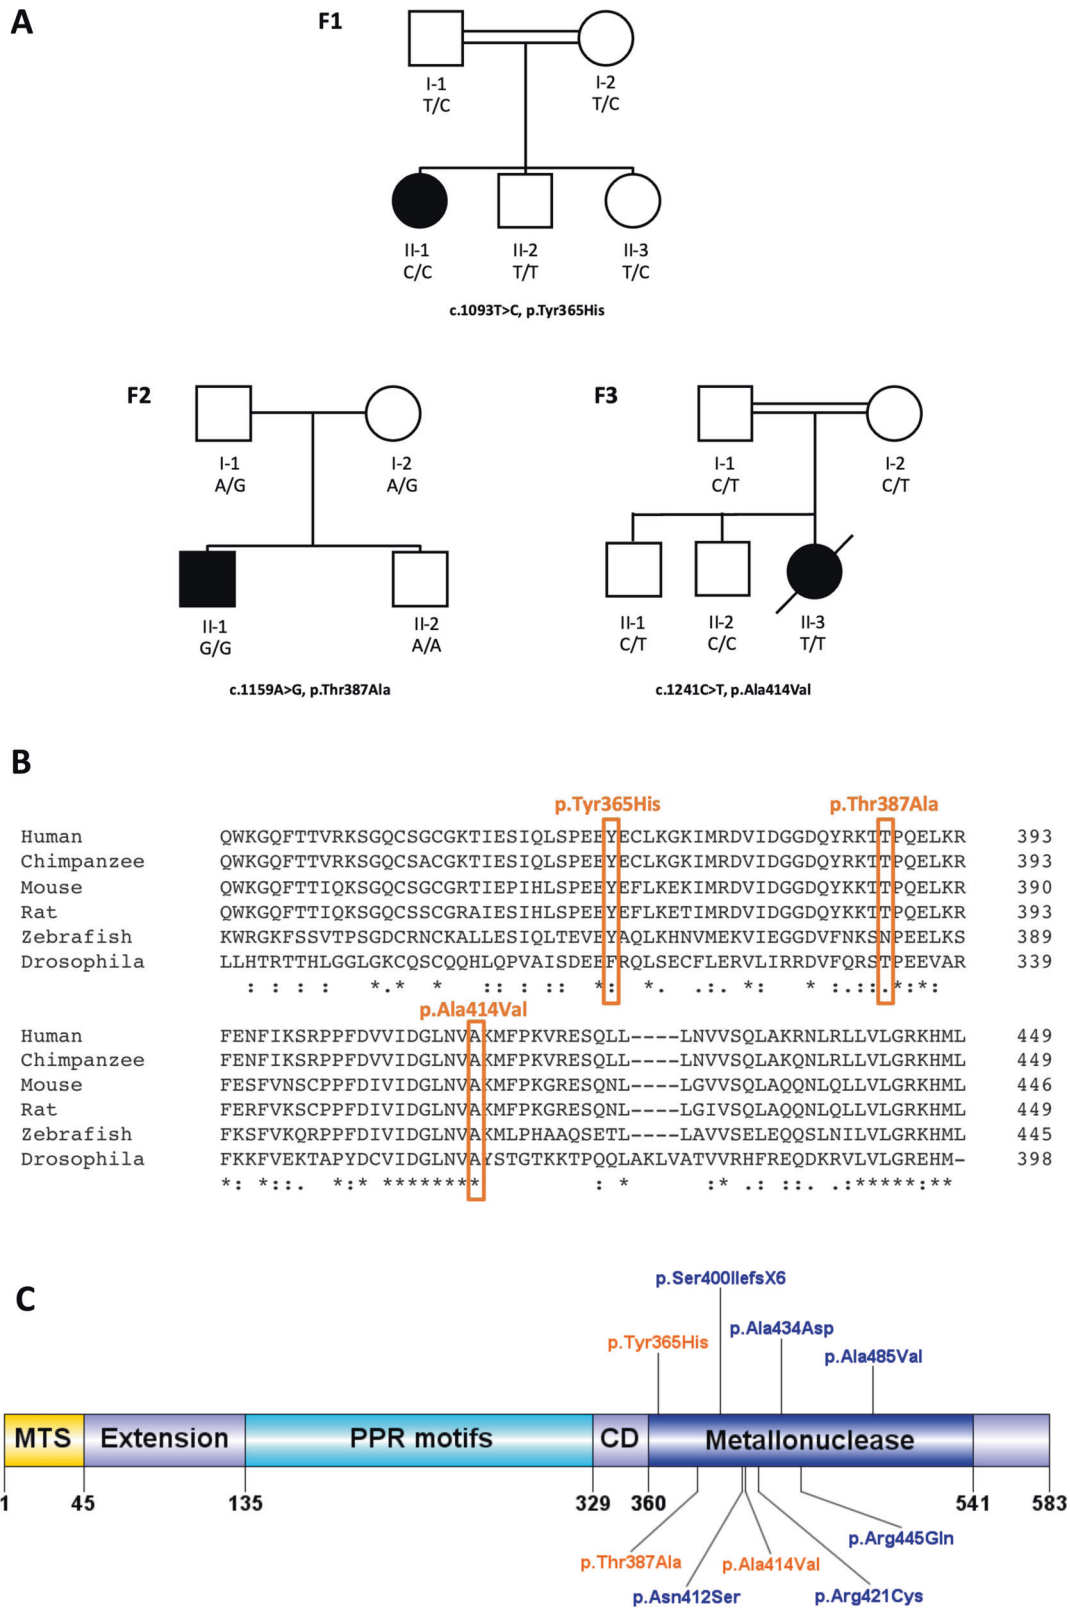 A
F1
I-1
T/C
I-2
T/C
II-1
C/C
II-2
T/T
II-3
T/C
c.1093T>C, p.Tyr365His
F2
I-1
A/G
I-2
A/G
II-1
G/G
II-2
A/A
c.1159A>G, p.Thr387Ala
F3
I-1
C/T
I-2
C/T
II-1
C/T
II-2
C/C
II-3
T/T
c.1241C>T, p.Ala414Val
B
p.Tyr365His p.Thr387Ala
Human QWKGQFTTVRKSGQCSGCGKTIESIQLSPEEYECLKGKIMRDVIDGGDQYRKTTPQELKR 393
Chimpanzee QWKGQFTTVRKSGQCSACGKTIESIQLSPEEYECLKGKIMRDVIDGGDQYRKTTPQELKR 393
Mouse QWKGQFTTIQKSGQCSGCGRTIEPIHLSPEEYEFLKEKIMRDVIDGGDQYKKTTPQELKR 390
Rat QWKGQFTTIQKSGQCSSCGRAIESIHLSPEEYEFLKETIMRDVIDGGDQYKKTTPQELKR 393
Zebrafish KWRGKFSSVTPSGDCRNCKALLESIQLTEVEYAQLKHNVMEKVIEGGDVFNKSNPEELKS 389
Drosophila LLHTRTTHLGGLGKCQSCQQHLQPVAISDEEFRQLSECFLERVLIRRDVFQRSTPEEVAR 339
: : : : *.* * :: : :: *: *. .::. *: * :.::.*:*:
p.Ala414Val
Human FENFIKSRPPFDVVIDGLNVAKMFPKVRESQLL----LNVVSQLAKRNLRLLVLGRKHML 449
Chimpanzee FENFIKSRPPFDVVIDGLNVAKMFPKVRESQLL----LNVVSQLAKRNLRLLVLGRKHML 449
Mouse FESFVNSCPPFDIVIDGLNVAKMFPKGRESQNL----LGVVSQLAQQNLQLLVLGRKHML 446
Rat FERFVKSCPPFDIVIDGLNVAKMFPKGRESQNL----LGIVSQLAQQNLQLLVLGRKHML 449
Zebrafish FKSFVKQRPPFDIVIDGLNVAKMLPHAAQSETL----LAVVSELEQQSLNILVLGRKHML 445
Drosophila FKKFVEKTAPYDCVIDGLNVAYSTGTKKTPQQLAKLVATVVRHFREQDKRVLVLGREHM- 398
*: *::. *:* ******** : * :* .: ::. .:*****:**
C
p.Ser400IlefsX6
p.Ala434Asp
p.Tyr365His
p.Ala485Val
MTS Extension PPR motifs CD Metallonuclease
1 45 135 329 360 541 583
p.Arg445Gln
p.Thr387Ala p.Ala414Val
p.Asn412Ser p.Arg421Cys